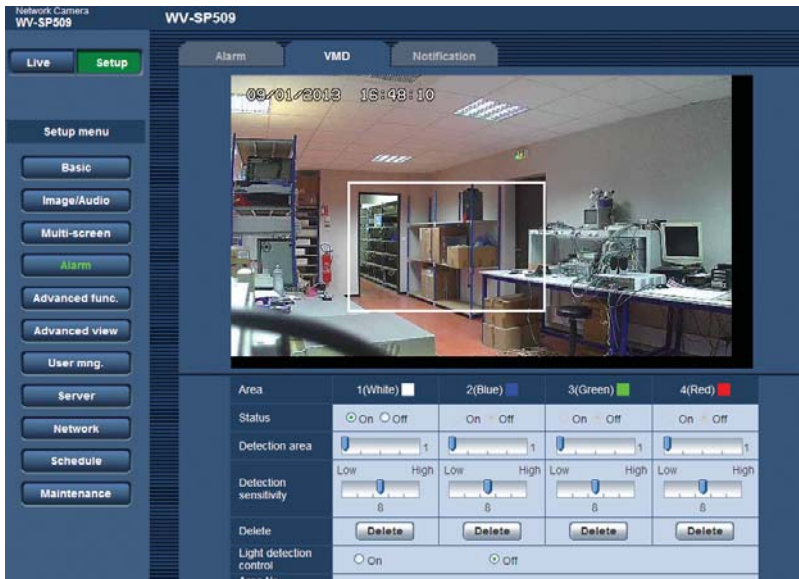 Network Camera
WV-SP509
WV-SP509
Live Setup
Alarm VMD Notification
09/01/2013 16:48:10
Setup menu
Basic
Image/Audio
Multi-screen
Alarm
Advanced func.
Advanced view
User mng.
Server
Network
Schedule
Maintenance
Area 1(White) 2(Blue) 3(Green) 4(Red)
Status On Off On Off On Off On Off
Detection area 1 1 1 1
Detection sensitivity Low High Low High Low High Low High
8 8 8 8
Delete Delete Delete Delete Delete
Light detection control On Off